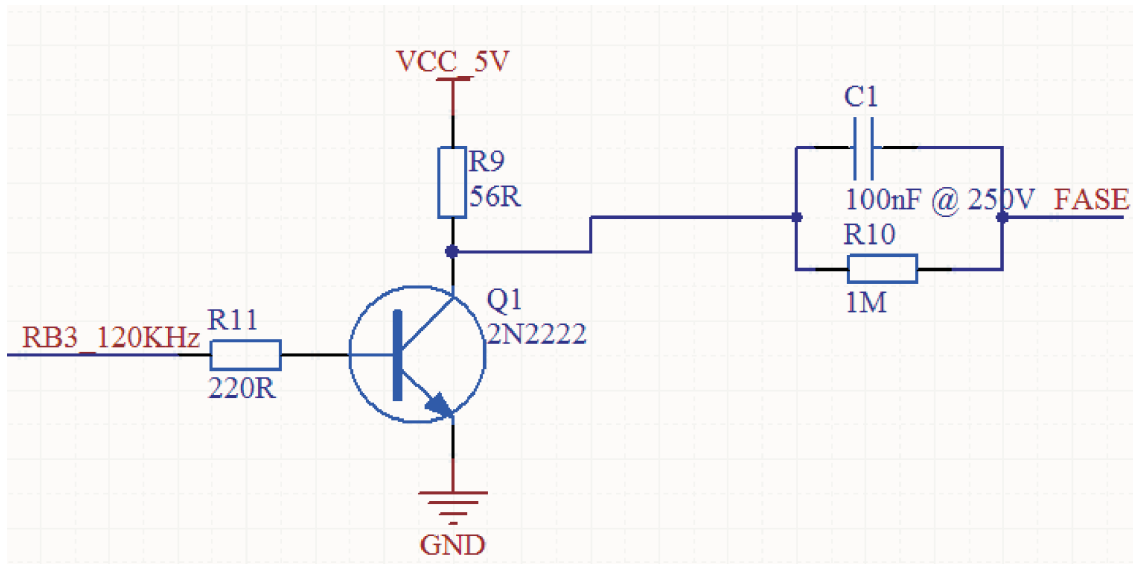 VCC_5V
C1
R9
56R
100nF @ 250V
FASE
R10
1M
Q1
2N2222
R11
RB3_120KHz
220R
GND